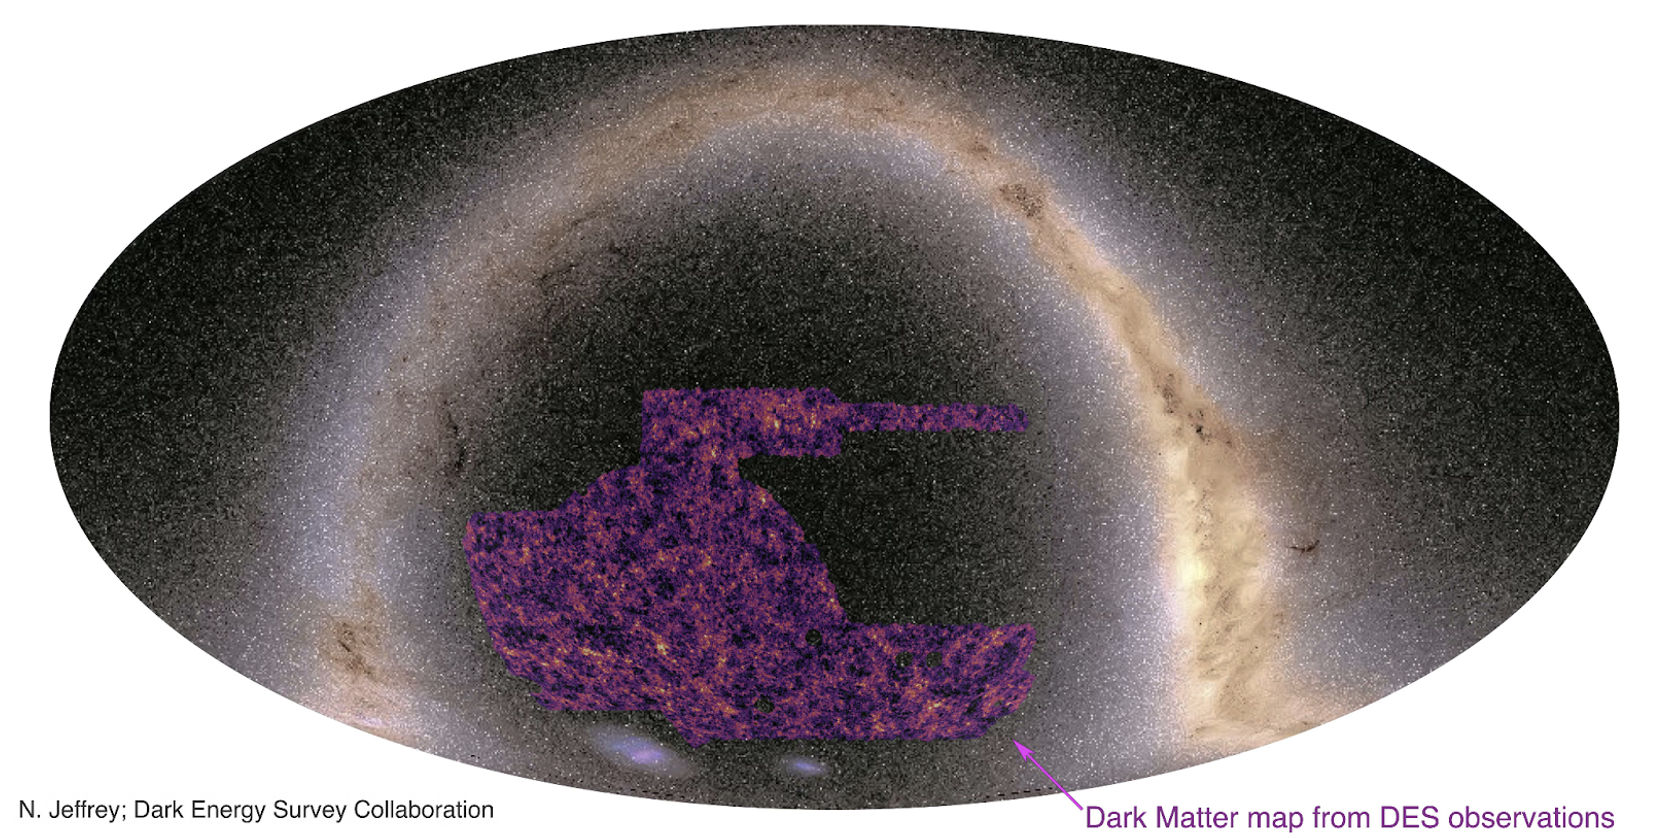 N. Jeffrey; Dark Energy Survey Collaboration
Dark Matter map from DES observations